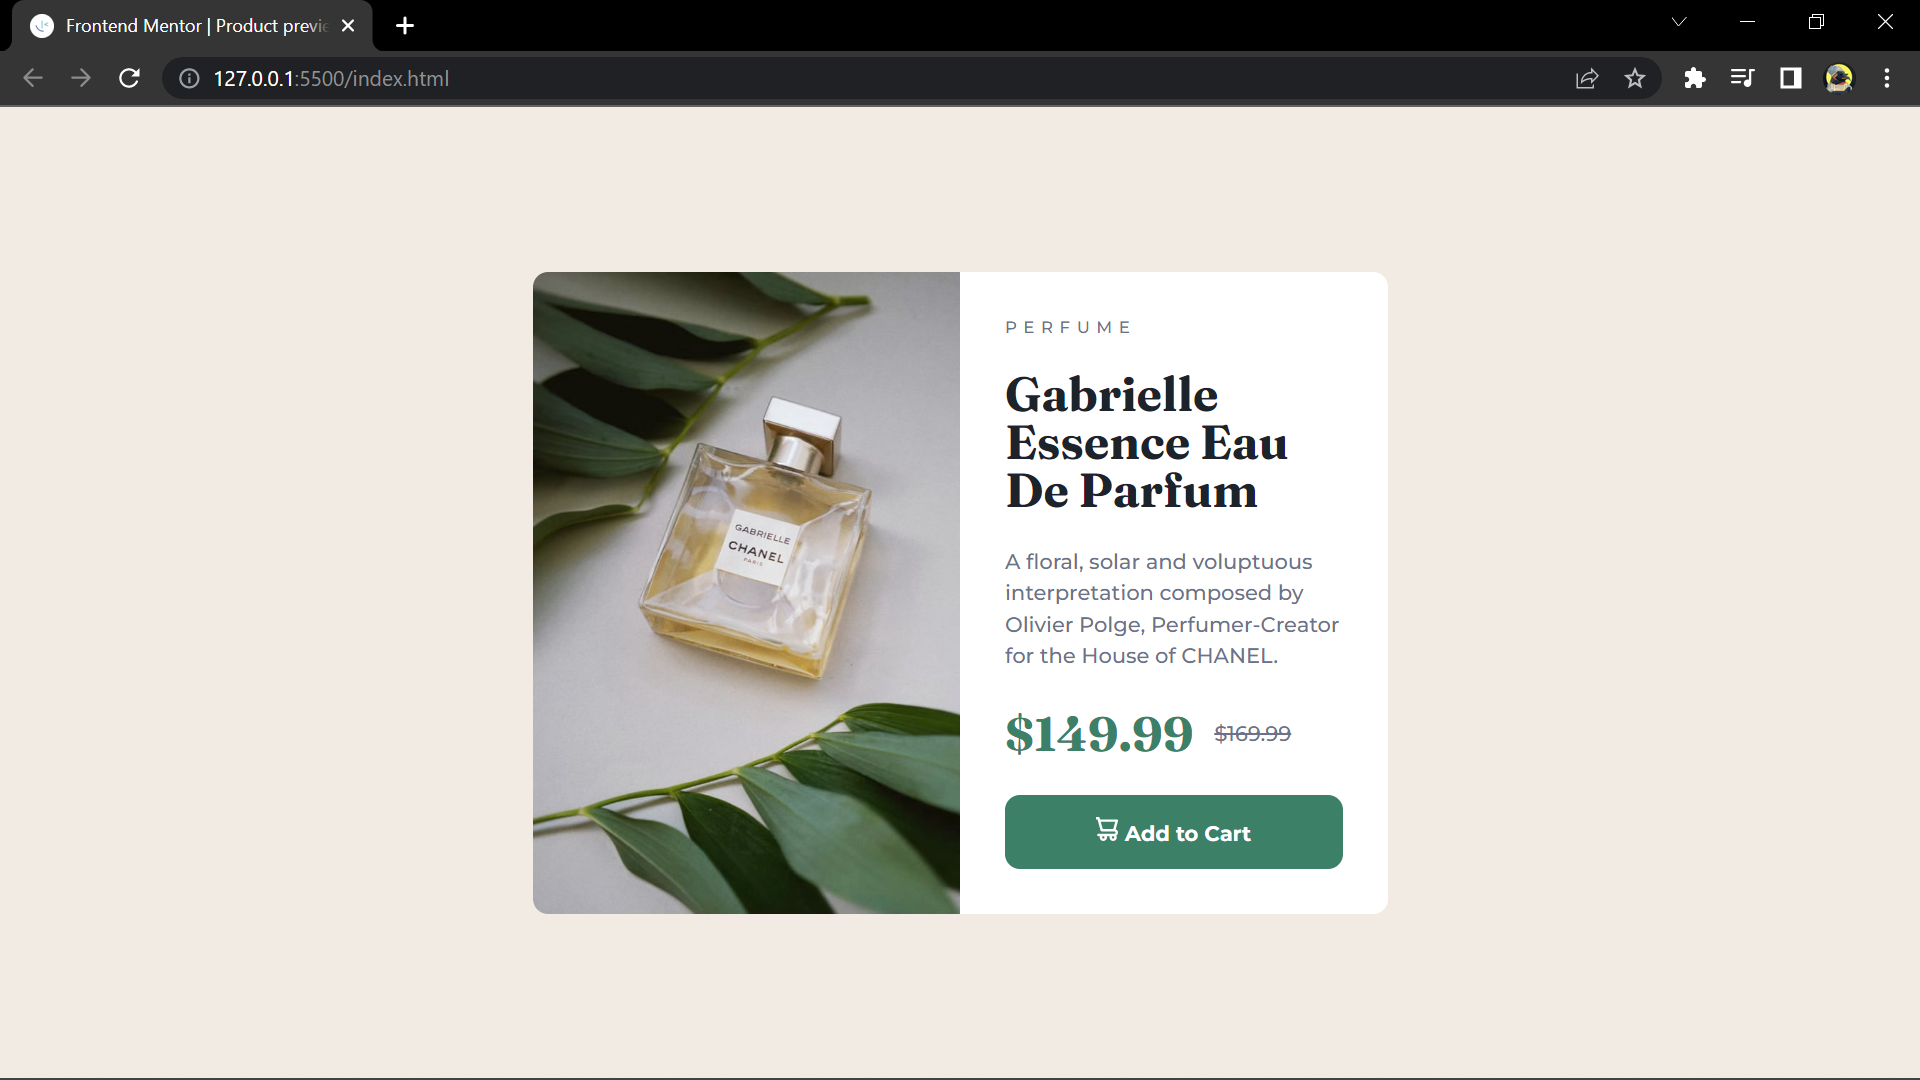 Frontend Mentor | Product previe
127.0.0.1:5500/index.html
GABRIELLE
CHANEL
PARIS
PERFUME
Gabrielle
Essence Eau
De Parfum
A floral, solar and voluptuous
interpretation composed by
Olivier Polge, Perfumer-Creator
for the House of CHANEL.
$149.99 $169.99
Add to Cart